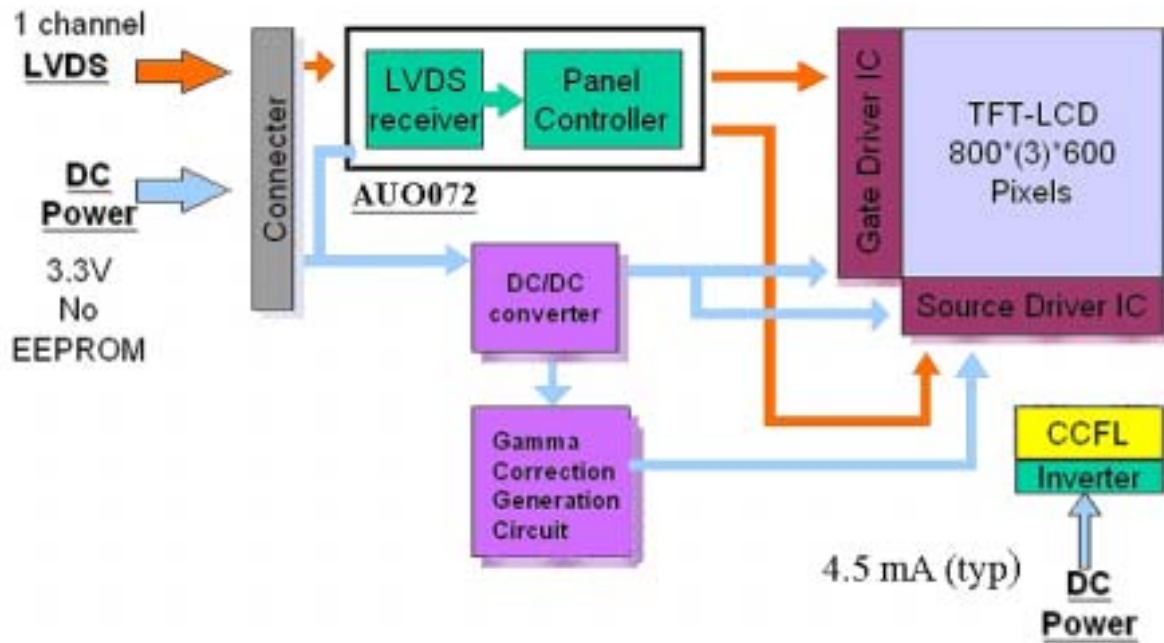 1 channel
LVDS
DC
Power
3.3V
No
EEPROM
Connecter
LVDS
receiver
Panel
Controller
AUO072
DC/DC
converter
Gamma
Correction
Generation
Circuit
Gate Driver IC
TFT-LCD
800*(3)*600
Pixels
Source Driver IC
CCFL
Inverter
4.5 mA (typ)
DC
Power